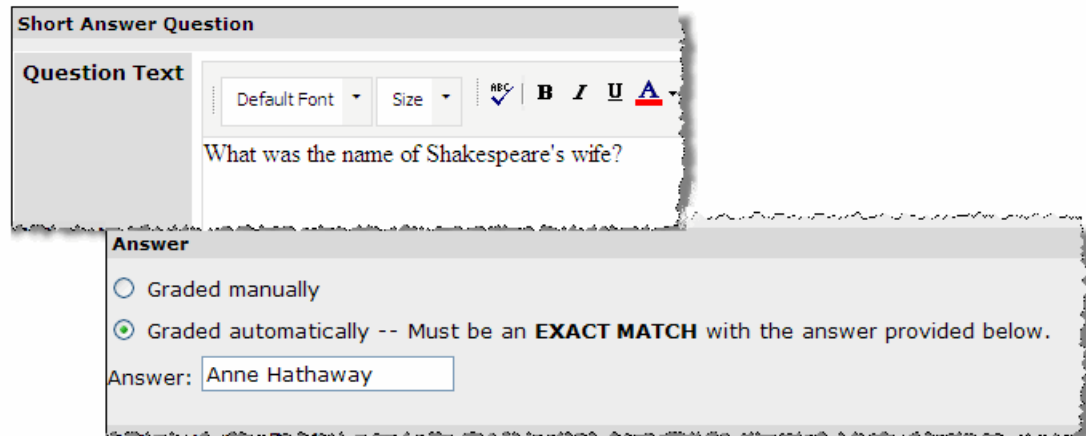 Short Answer Question
Question Text
Default Font Size ABC B I U A
What was the name of Shakespeare's wife?
Answer
Graded manually
Graded automatically -- Must be an EXACT MATCH with the answer provided below.
Answer: Anne Hathaway